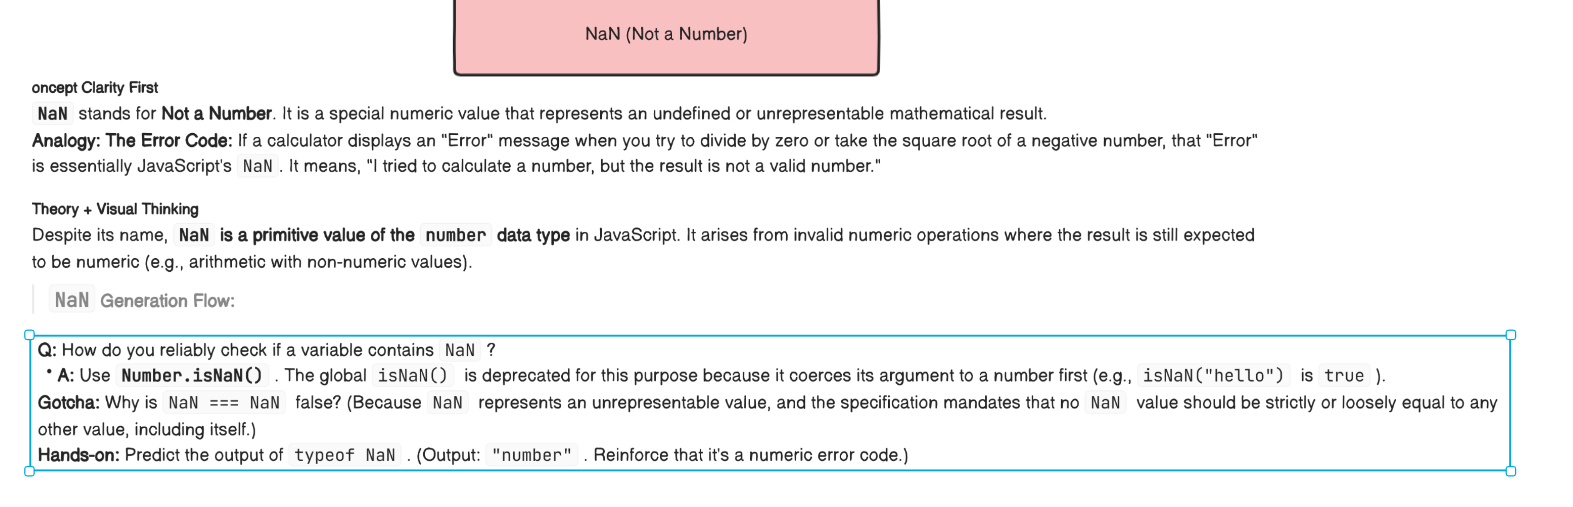 NaN (Not a Number)
oncept Clarity First
NaN stands for Not a Number. It is a special numeric value that represents an undefined or unrepresentable mathematical result.
Analogy: The Error Code: If a calculator displays an "Error" message when you try to divide by zero or take the square root of a negative number, that "Error"
is essentially JavaScript's NaN . It means, "I tried to calculate a number, but the result is not a valid number."
Theory + Visual Thinking
Despite its name, NaN is a primitive value of the number data type in JavaScript. It arises from invalid numeric operations where the result is still expected
to be numeric (e.g., arithmetic with non-numeric values).
NaN Generation Flow:
Q: How do you reliably check if a variable contains NaN ?
• A: Use Number.isNaN() . The global isNaN() is deprecated for this purpose because it coerces its argument to a number first (e.g., isNaN("hello") is true ).
Gotcha: Why is NaN === NaN false? (Because NaN represents an unrepresentable value, and the specification mandates that no NaN value should be strictly or loosely equal to any
other value, including itself.)
Hands-on: Predict the output of typeof NaN . (Output: "number" . Reinforce that it's a numeric error code.)